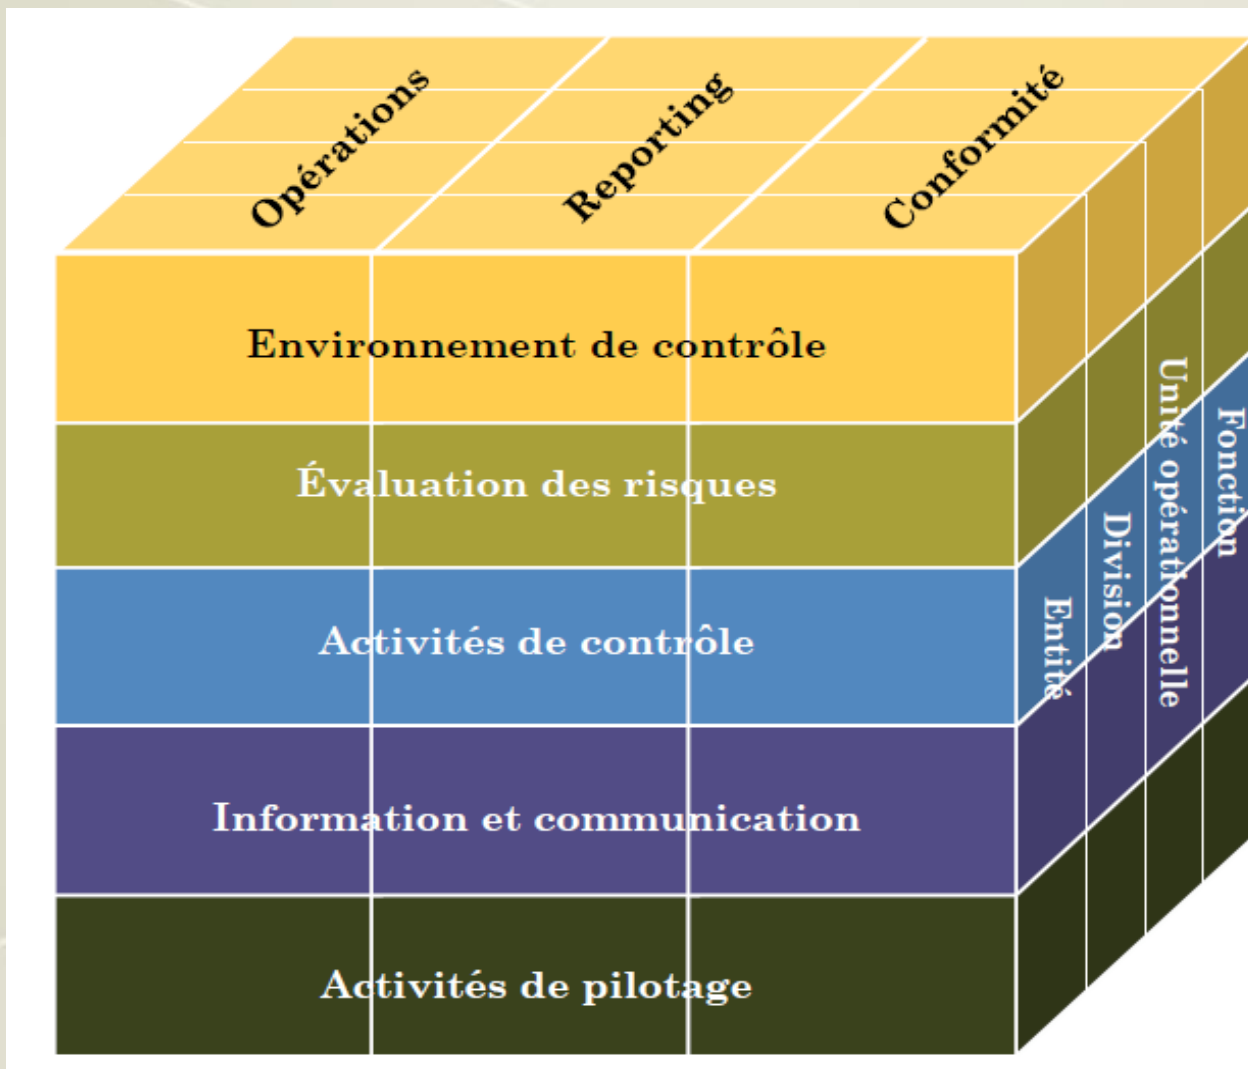 Opérations
Reporting
Conformité
Environnement de contrôle
Évaluation des risques
Activités de contrôle
Information et communication
Activités de pilotage
Entité
Division
Unité opérationnelle
Fonction